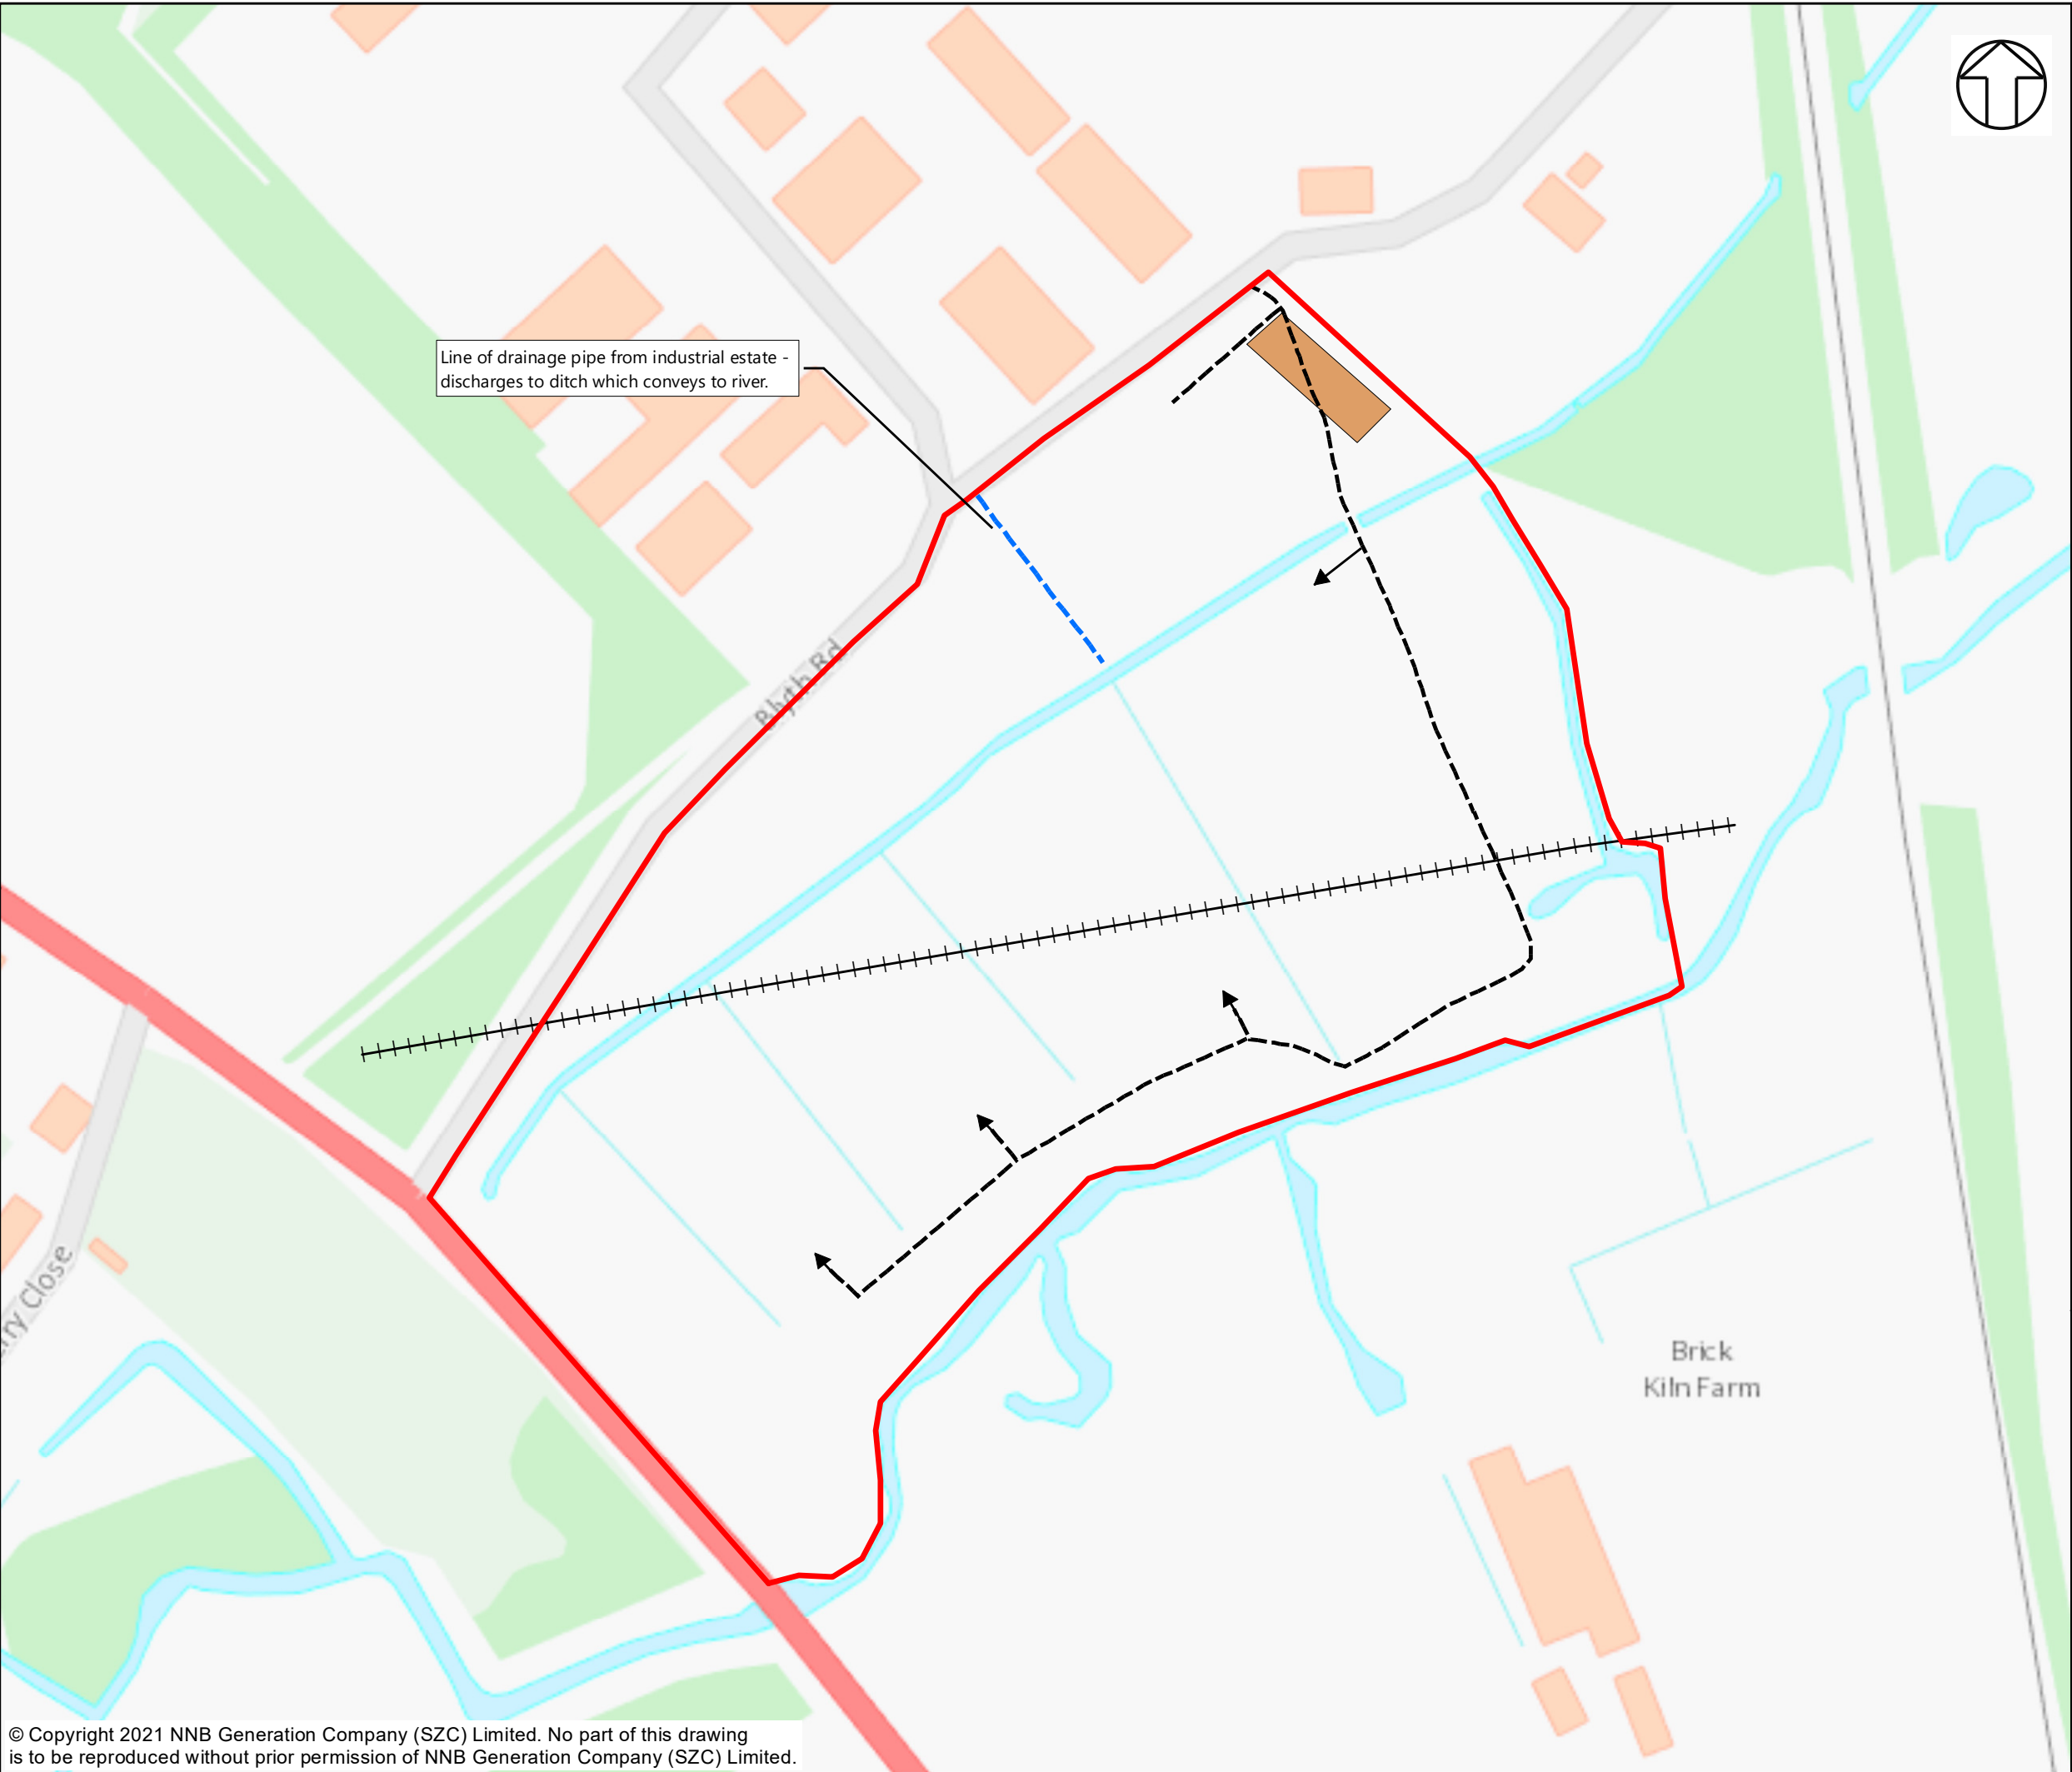 Line of drainage pipe from industrial estate -
discharges to ditch which conveys to river.
Blyth Rd
Close
Brick
Kiln Farm
© Copyright 2021 NNB Generation Company (SZC) Limited. No part of this drawing
is to be reproduced without prior permission of NNB Generation Company (SZC) Limited.